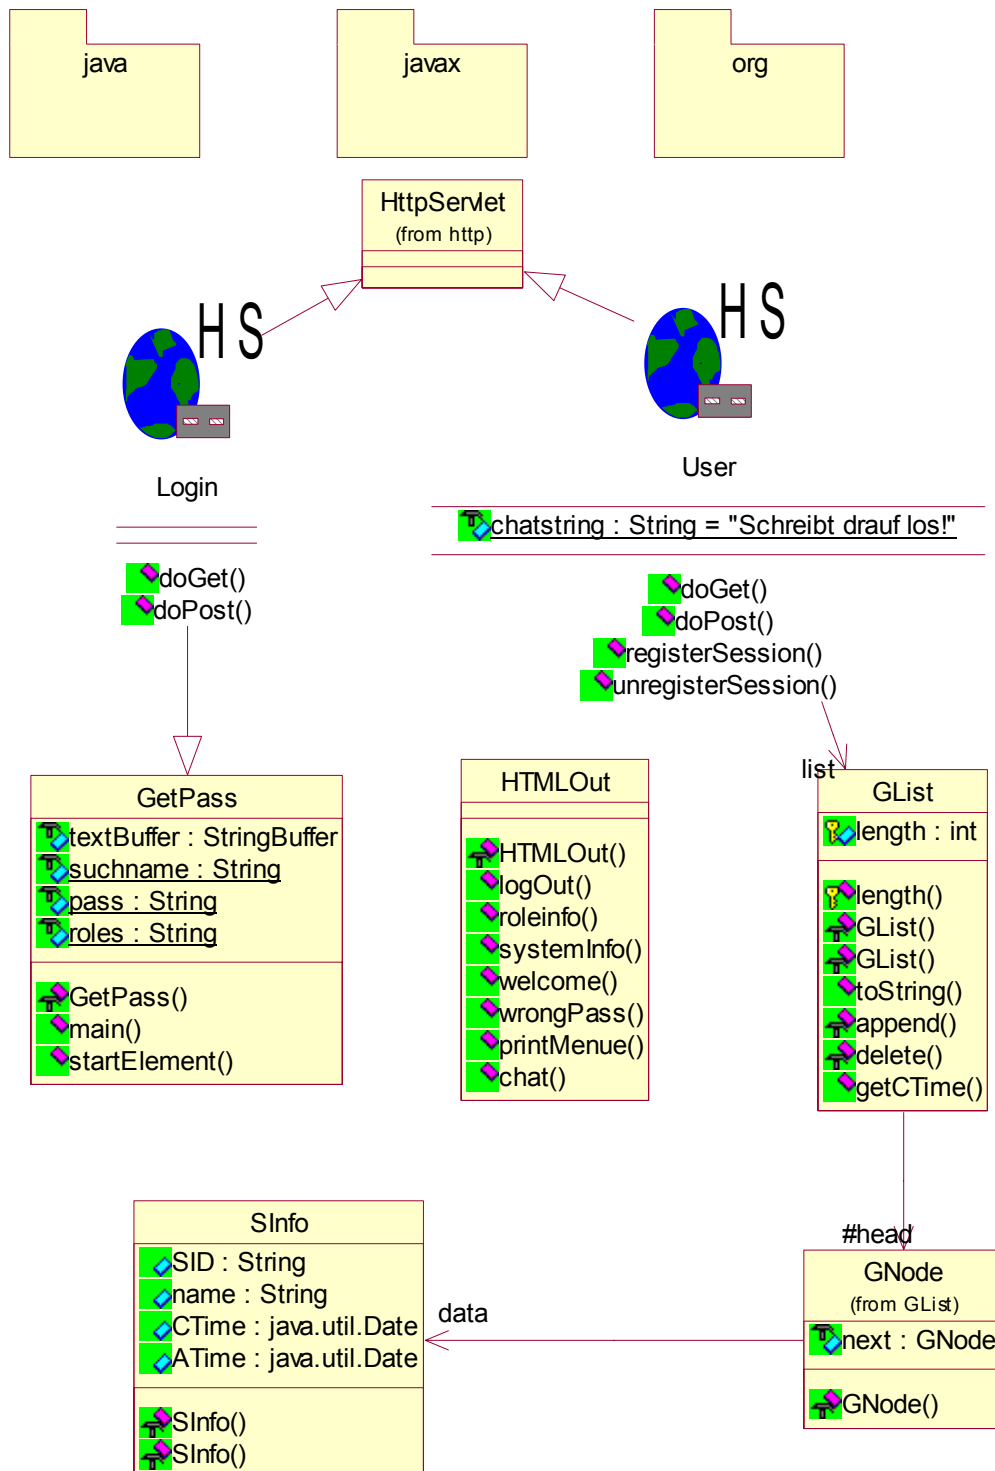 java
javax
org
HttpServlet
(from http)
HS
HS
Login
User
chatstring : String = "Schreibt drauf los!"
doGet()
doPost()
doGet()
doPost()
registerSession()
unregisterSession()
list
GetPass
textBuffer : StringBuffer
suchname : String
pass : String
roles : String
GetPass()
main()
startElement()
HTMLOut
HTMLOut()
logOut()
roleinfo()
systemInfo()
welcome()
wrongPass()
printMenue()
chat()
GList
length : int
length()
GList()
GList()
toString()
append()
delete()
getCTime()
#head
GNode
(from GList)
next : GNode
GNode()
data
SInfo
SID : String
name : String
CTime : java.util.Date
ATime : java.util.Date
SInfo()
SInfo()